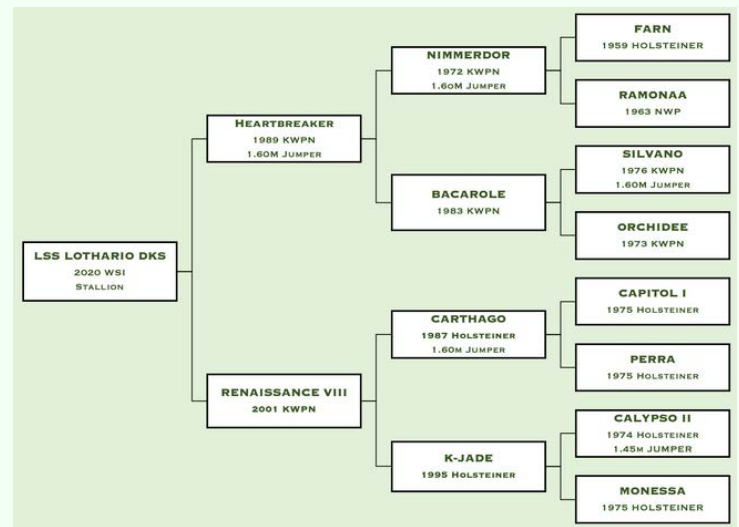 FARN
1959 HOLSTEINER
NIMMERDOR
1972 KWPN
1.60M JUMPER
RAMONAA
1963 NWP
HEARTBREAKER
1989 KWPN
1.60M JUMPER
SILVANO
1976 KWPN
1.60M JUMPER
BACAROLE
1983 KWPN
ORCHIDEE
1973 KWPN
LSS LOTHARIO DKS
2020 WSI
STALLION
CAPITOL I
1975 HOLSTEINER
CARTHAGO
1987 HOLSTEINER
1.60M JUMPER
PERRA
1975 HOLSTEINER
RENAISSANCE VIII
2001 KWPN
CALYPSO II
1974 HOLSTEINER
1.45M JUMPER
K-JADE
1995 HOLSTEINER
MONESSA
1975 HOLSTEINER